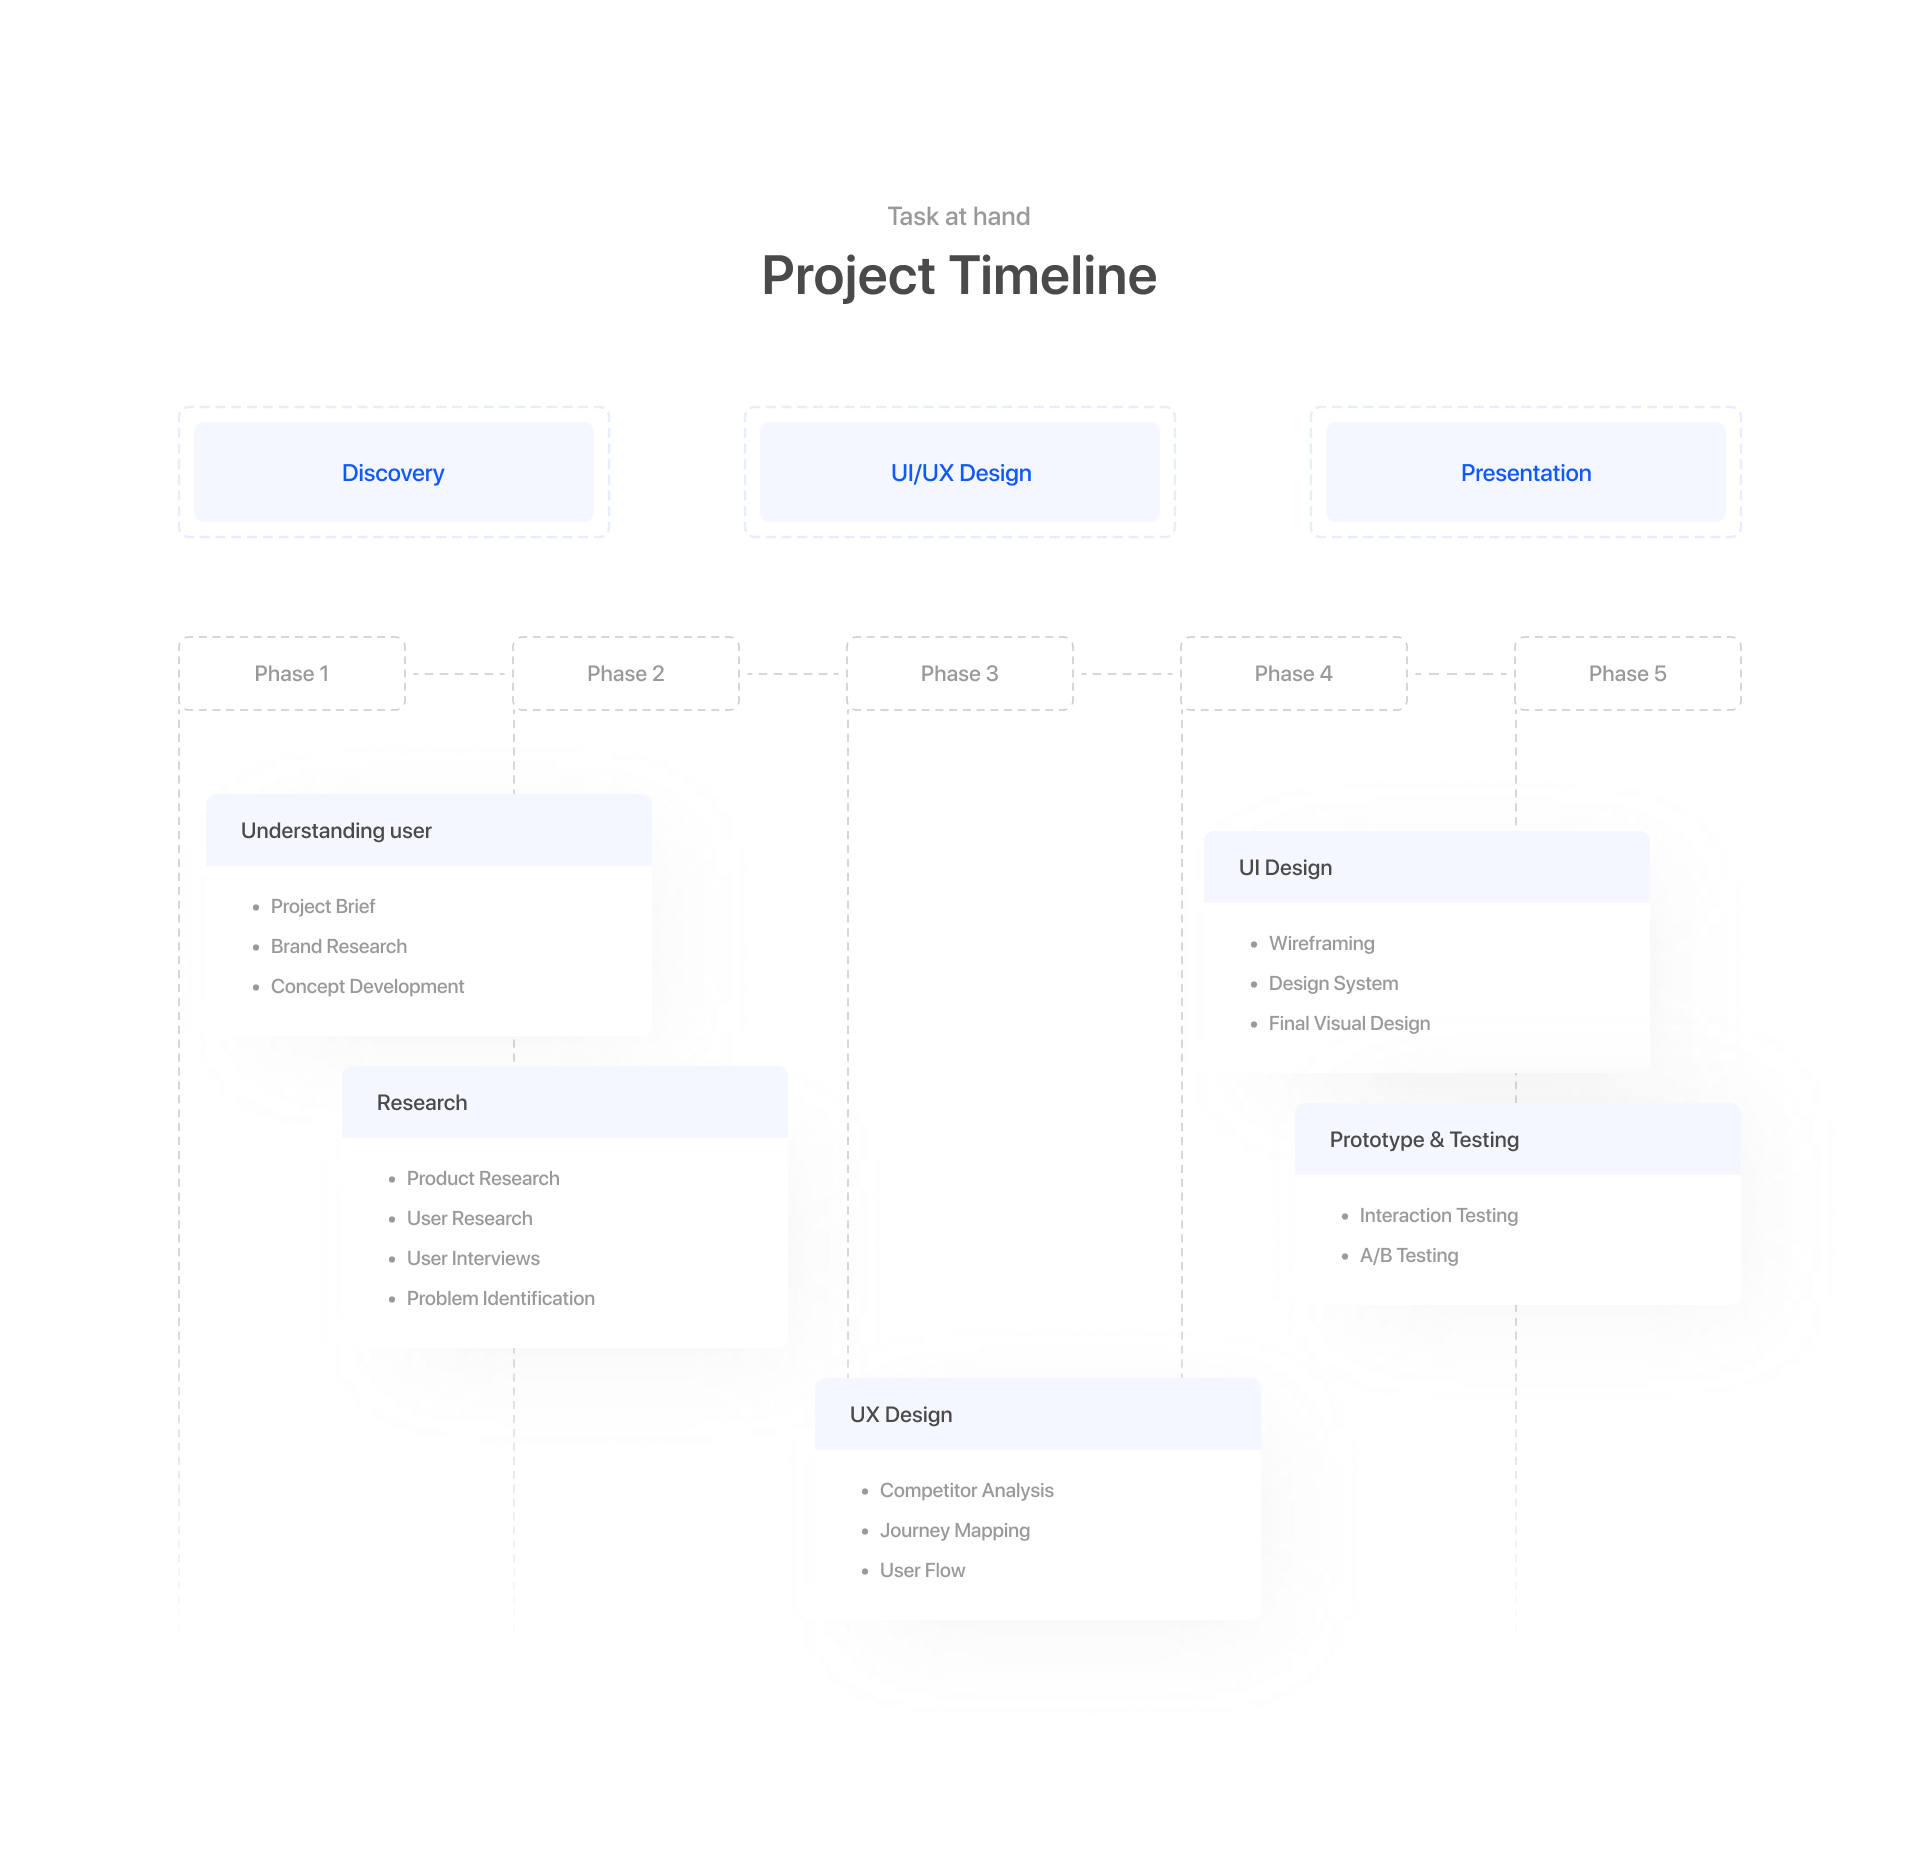 Task at hand
Project Timeline
Discovery
UI/UX Design
Presentation
Phase 1
Phase 2
Phase 3
Phase 4
Phase 5
Understanding user
• Project Brief
• Brand Research
• Concept Development
Research
• Product Research
• User Research
• User Interviews
• Problem Identification
UX Design
• Competitor Analysis
• Journey Mapping
• User Flow
UI Design
• Wireframing
• Design System
• Final Visual Design
Prototype & Testing
• Interaction Testing
• A/B Testing